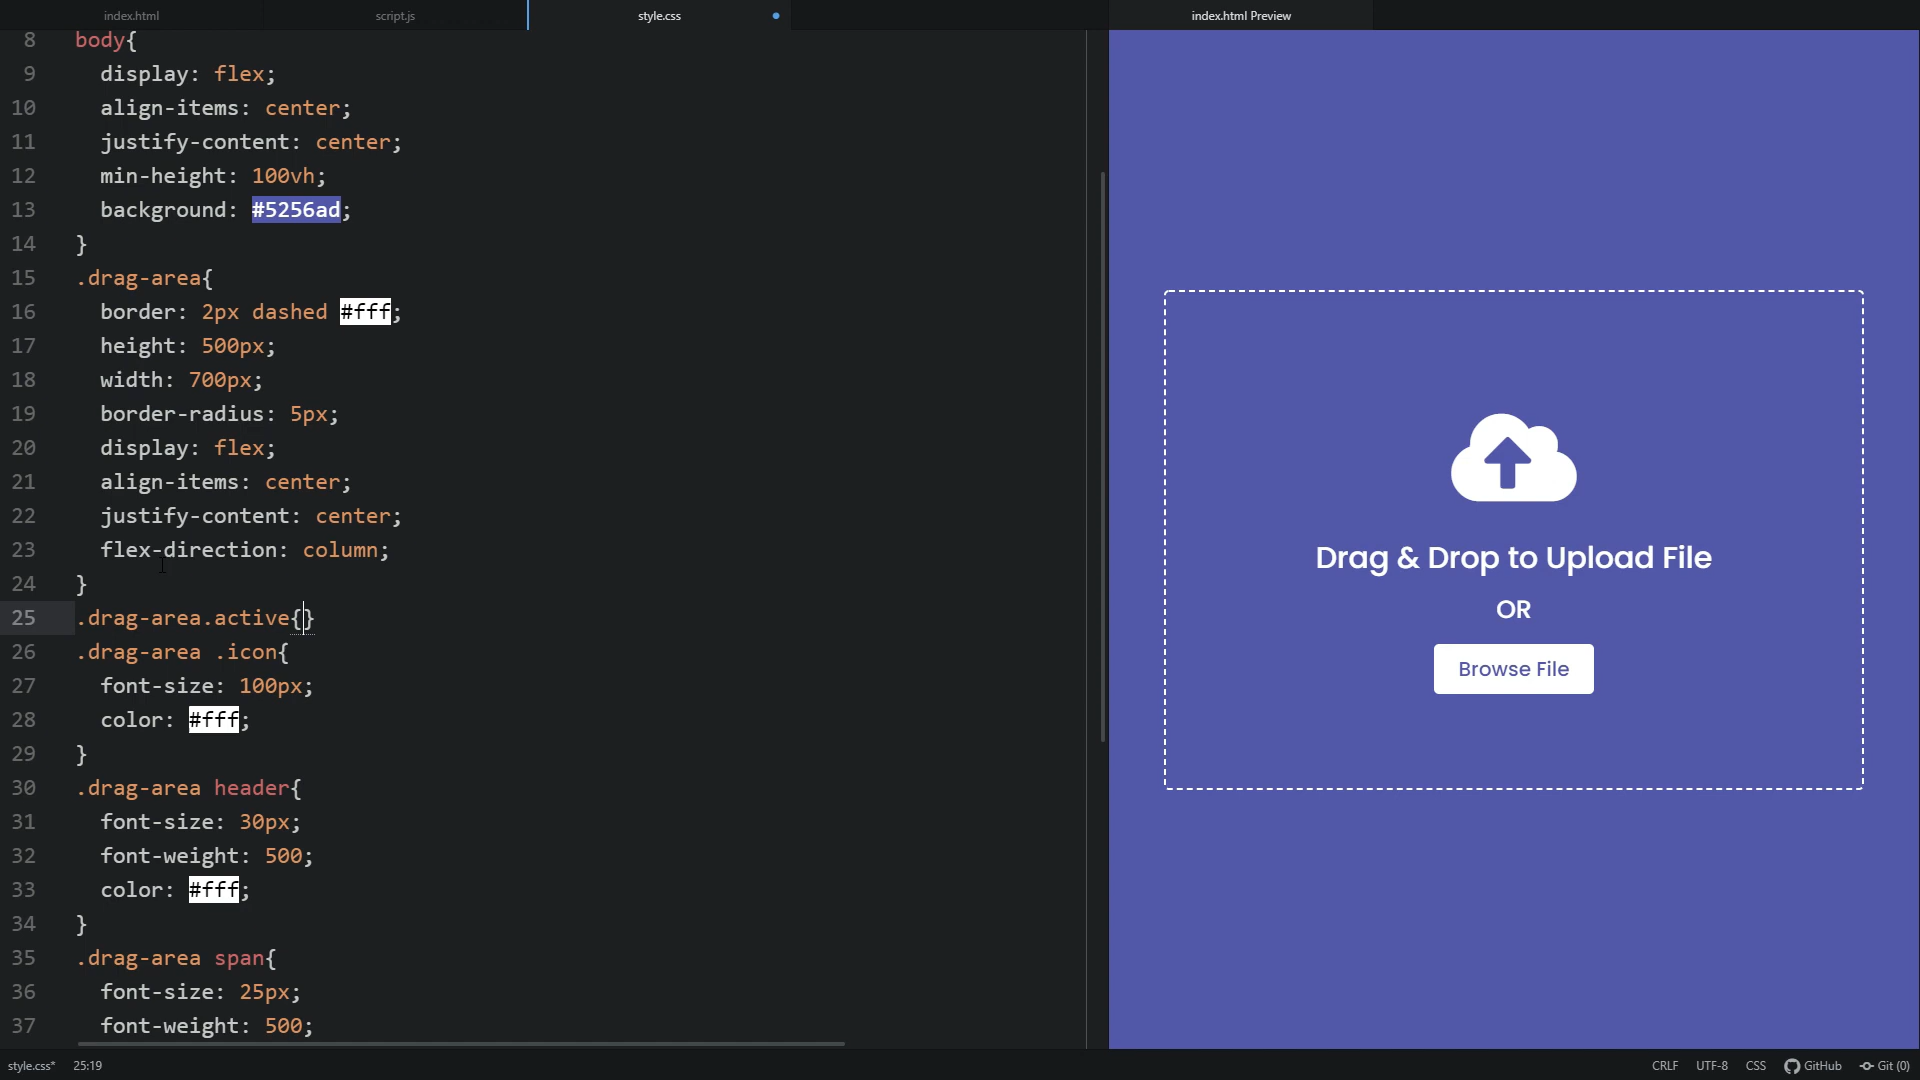 index.html
script.js
style.css
index.html Preview
8 body{
9 display: flex;
10 align-items: center;
11 justify-content: center;
12 min-height: 100vh;
13 background: #5256ad;
14 }
15 .drag-area{
16 border: 2px dashed #fff;
17 height: 500px;
18 width: 700px;
19 border-radius: 5px;
20 display: flex;
21 align-items: center;
22 justify-content: center;
23 flex-direction: column;
24 }
25 .drag-area.active{}
26 .drag-area .icon{
27 font-size: 100px;
28 color: #fff;
29 }
30 .drag-area header{
31 font-size: 30px;
32 font-weight: 500;
33 color: #fff;
34 }
35 .drag-area span{
36 font-size: 25px;
37 font-weight: 500;
Drag & Drop to Upload File
OR
Browse File
style.css* 25:19
CRLF UTF-8 CSS GitHub Git (0)